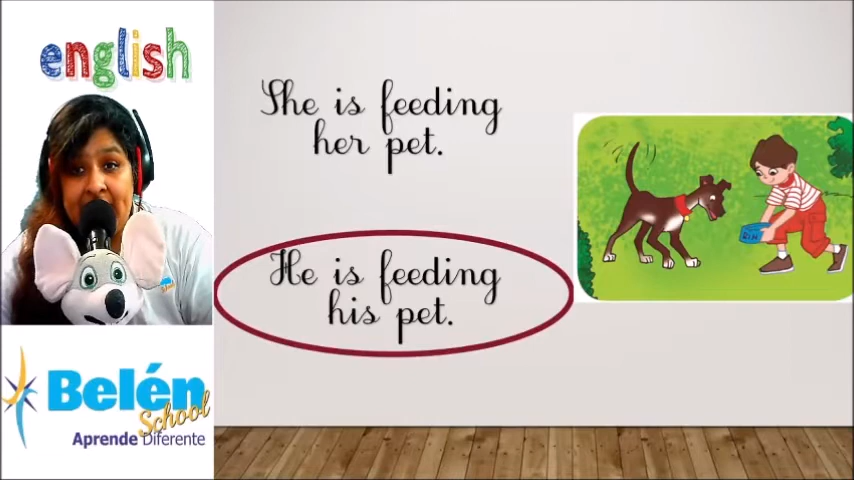 english
She is feeding
her pet.
He is feeding
his pet.
Belén
School
Aprende Diferente